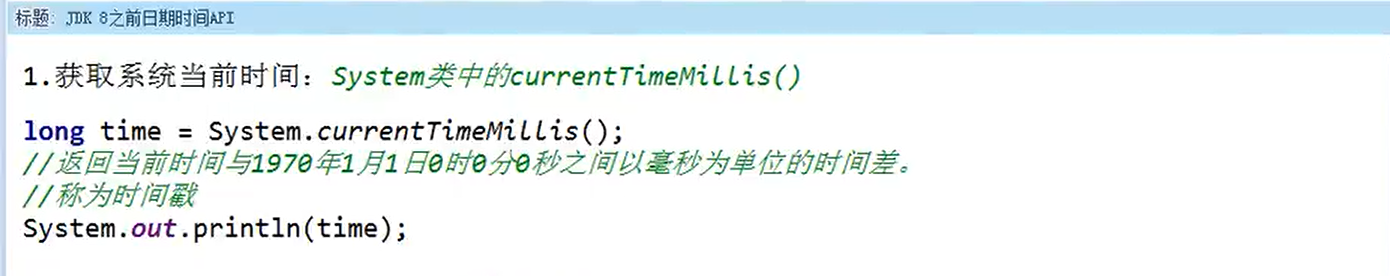 标题: JDK 8之前日期时间API
1.获取系统当前时间：System类中的currentTimeMillis()
long time = System.currentTimeMillis();
//返回当前时间与1970年1月1日0时0分0秒之间以毫秒为单位的时间差。
//称为时间戳
System.out.println(time);